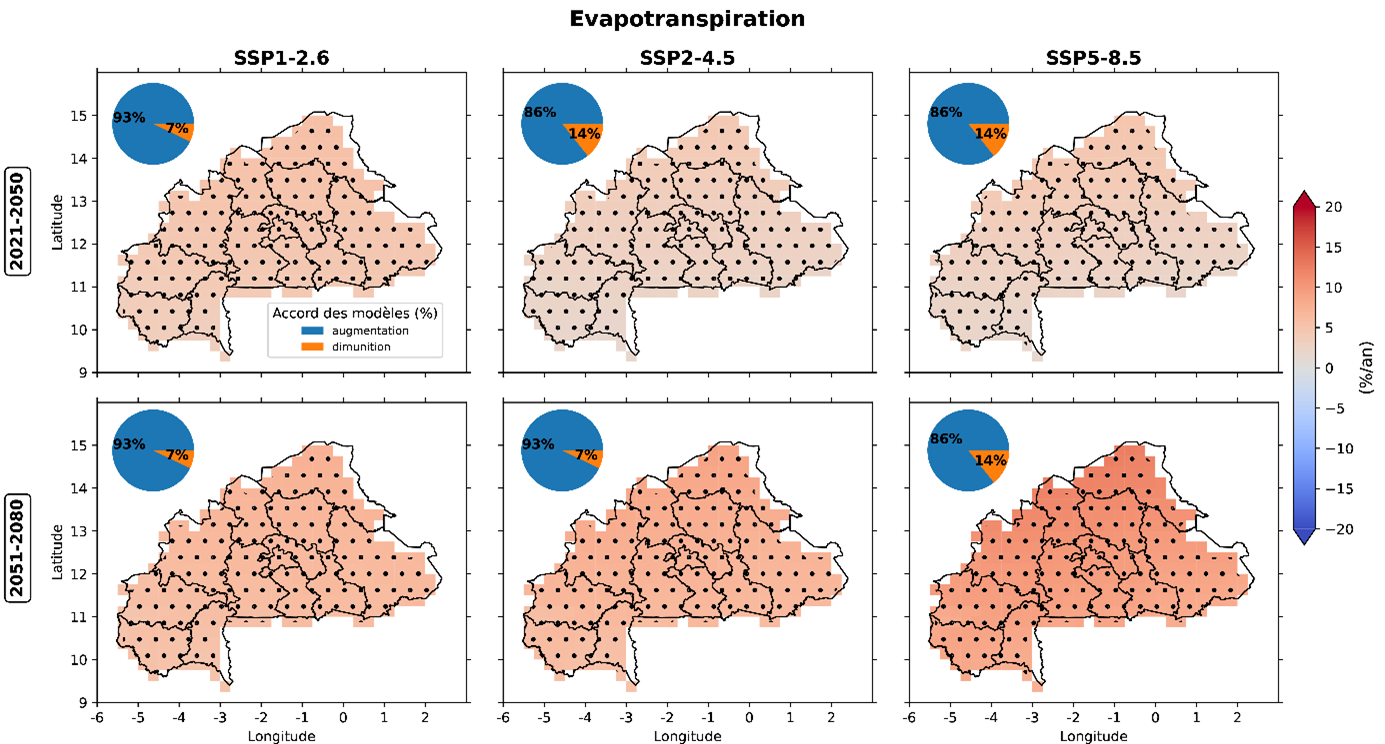 Evapotranspiration
SSP1-2.6
SSP2-4.5
SSP5-8.5
2021-2050
Latitude
15
14
13
12
11
10
9
93%
7%
Accord des modèles (%)
augmentation
dimunition
86%
14%
86%
14%
2051-2080
Latitude
15
14
13
12
11
10
9
93%
7%
93%
7%
86%
14%
-6 -5 -4 -3 -2 -1 0 1 2
Longitude
-6 -5 -4 -3 -2 -1 0 1 2
Longitude
-6 -5 -4 -3 -2 -1 0 1 2
Longitude
20
15
10
5
0
−5
−10
−15
−20
(%/an)